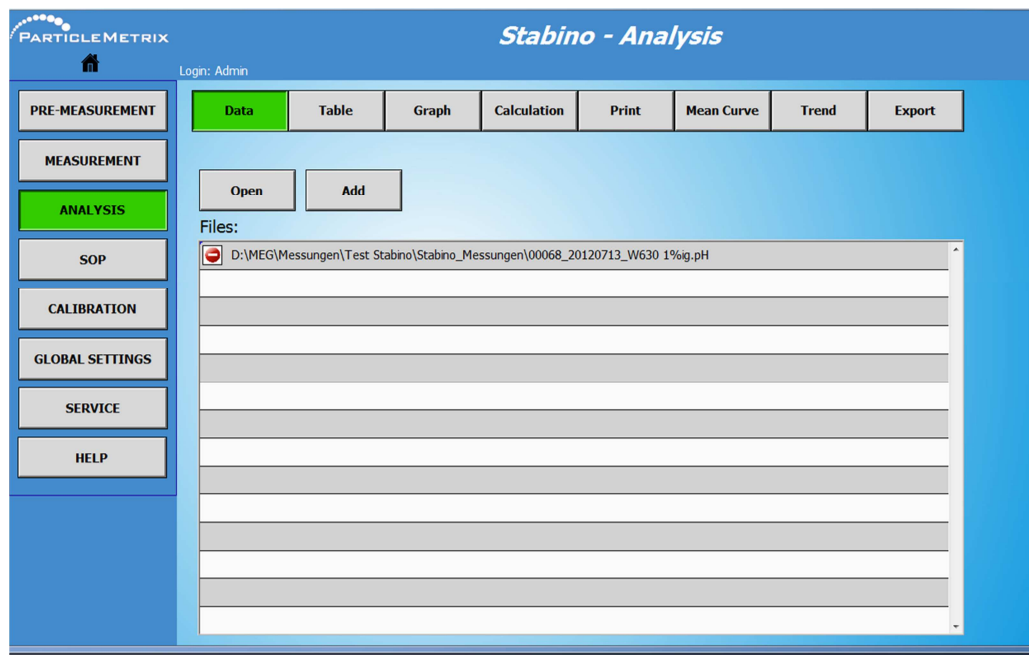 PARTICLEMETRIX
Stabino - Analysis
Login: Admin
PRE-MEASUREMENT
MEASUREMENT
ANALYSIS
SOP
CALIBRATION
GLOBAL SETTINGS
SERVICE
HELP
Data Table Graph Calculation Print Mean Curve Trend Export
Open Add
Files:
D:\MEG\Messungen\Test Stabino\Stabino_Messungen\00068_20120713_W630 1%ig.pH